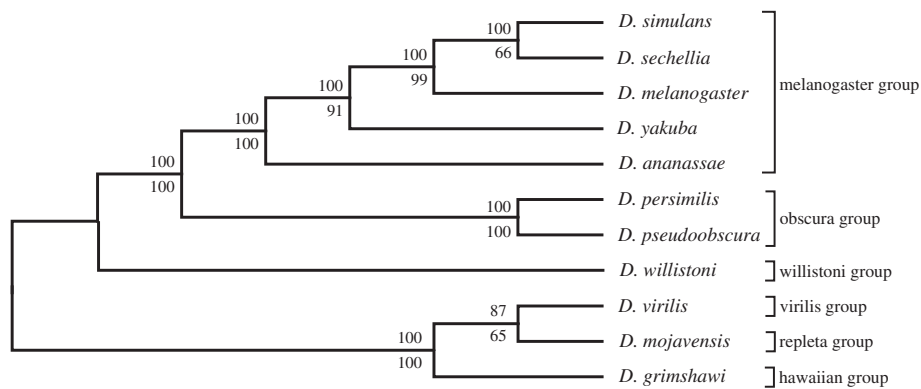 100
66
D. simulans
D. sechellia
100
99
D. melanogaster
melanogaster group
100
91
D. yakuba
100
100
D. ananassae
100
100
D. persimilis
100
100
D. pseudoobscura
obscura group
D. willistoni
willistoni group
87
65
D. virilis
virilis group
D. mojavensis
repleta group
100
100
D. grimshawi
hawaiian group